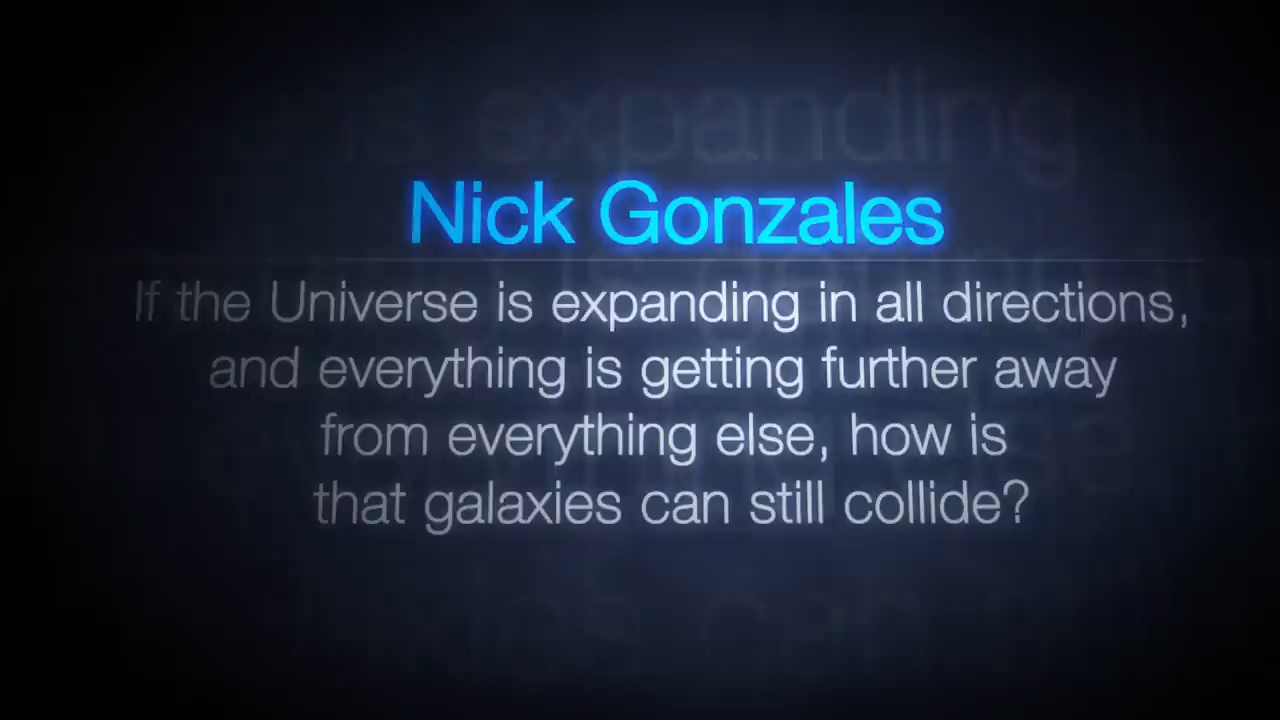 Nick Gonzales
If the Universe is expanding in all directions,
and everything is getting further away
from everything else, how is
that galaxies can still collide?